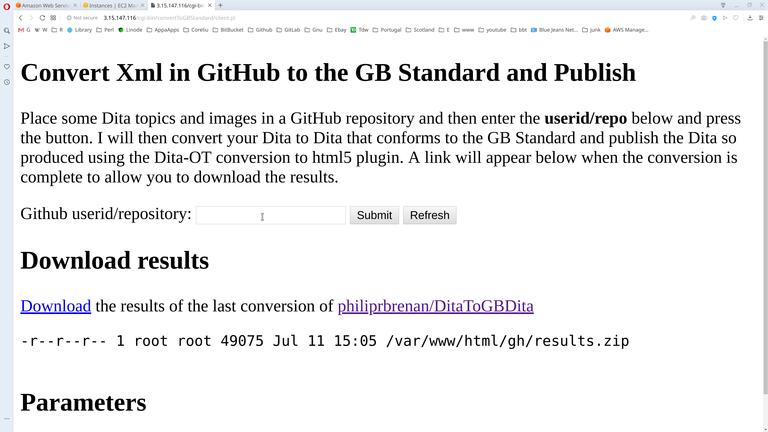 Amazon Web Servi
Instances | EC2 Man
3.15.147.116/cgi-bi
Not secure 3.15.147.116/cgi-bin/convertToGBStandard/client.pl
G W W R Library Perl Linode AppaApps Coreliu BitBucket Github GitLab Gnu Ebay Tdw Portugal Scotland E www youtube bbt Blue Jeans Net... junk AWS Manage...
Convert Xml in GitHub to the GB Standard and Publish
Place some Dita topics and images in a GitHub repository and then enter the userid/repo below and press
the button. I will then convert your Dita to Dita that conforms to the GB Standard and publish the Dita so
produced using the Dita-OT conversion to html5 plugin. A link will appear below when the conversion is
complete to allow you to download the results.
Github userid/repository: Submit Refresh
Download results
Download the results of the last conversion of philiprbrenan/DitaToGBDita
-r--r--r-- 1 root root 49075 Jul 11 15:05 /var/www/html/gh/results.zip
Parameters